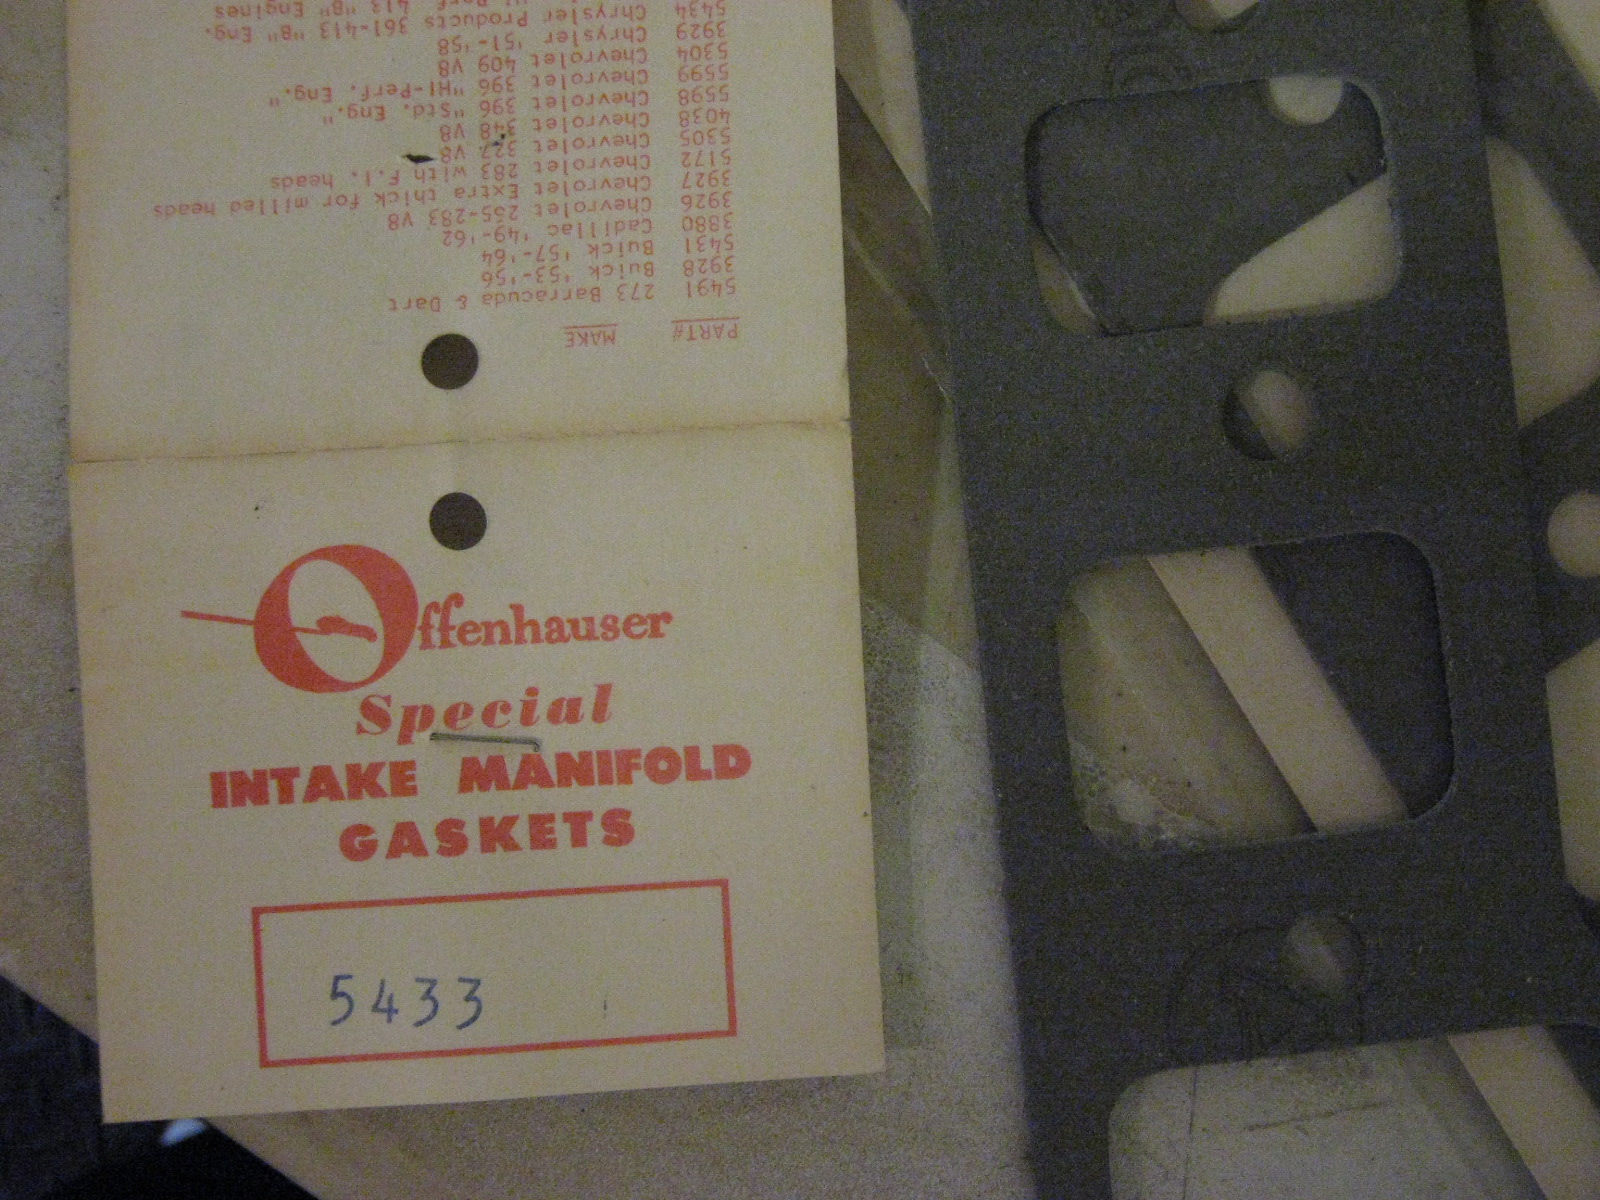 Offenhauser
Special
INTAKE MANIFOLD
GASKETS
5433
PART# MAKE
5491 273 Barracuda & Dart
3928 Buick '53-'56
5431 Buick '57-'64
3880 Cadillac '49-'62
3926 Chevrolet 265-283 V8
3927 Chevrolet Extra thick for milled heads
5172 Chevrolet 283 with F.I. heads
5305 Chevrolet 327 V8
4038 Chevrolet 348 V8
5598 Chevrolet 396 "Std. Eng."
5599 Chevrolet 396 "HI-Perf. Eng."
5304 Chevrolet 409 V8
3929 Chrysler '51-'58
5434 Chrysler Products 361-413 "B" Eng.
Perf. 413 "B" Engines